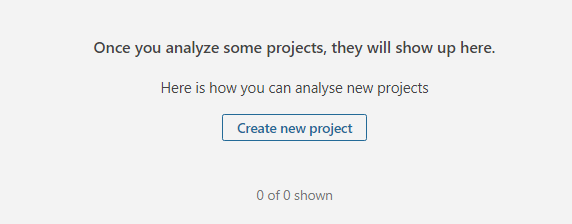 Once you analyze some projects, they will show up here.
Here is how you can analyse new projects
Create new project
0 of 0 shown